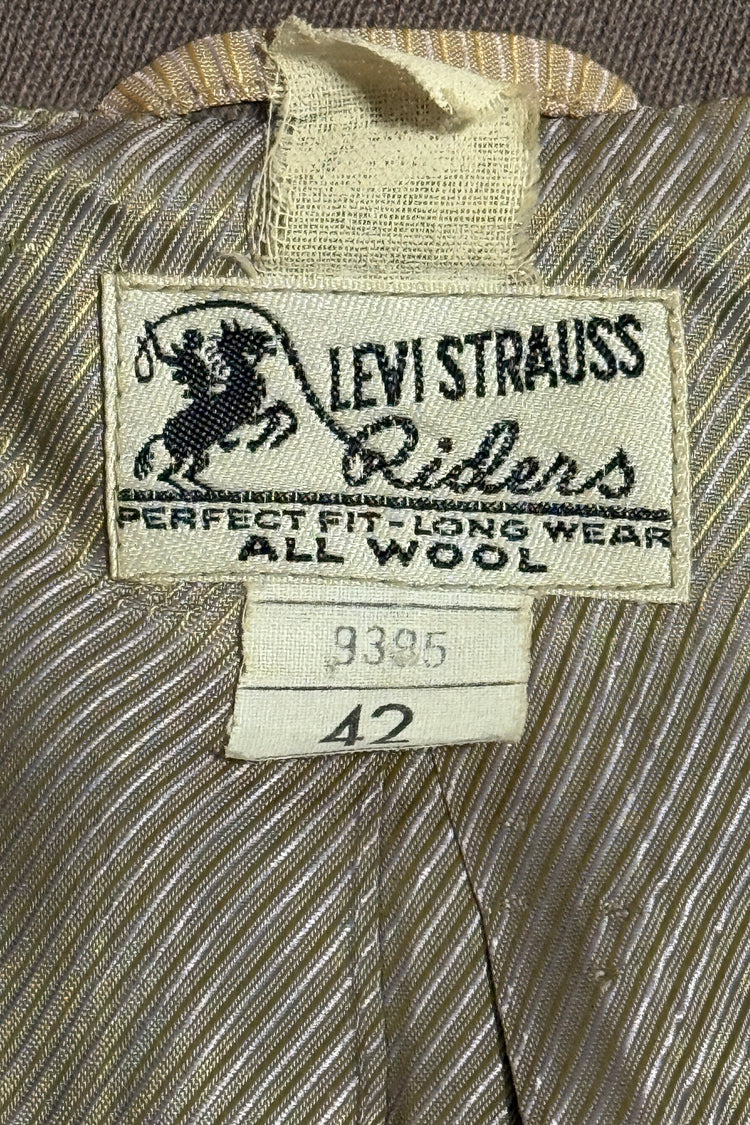 LEVI STRAUSS
Riders
PERFECT FIT-LONG WEAR
ALL WOOL
9395
42